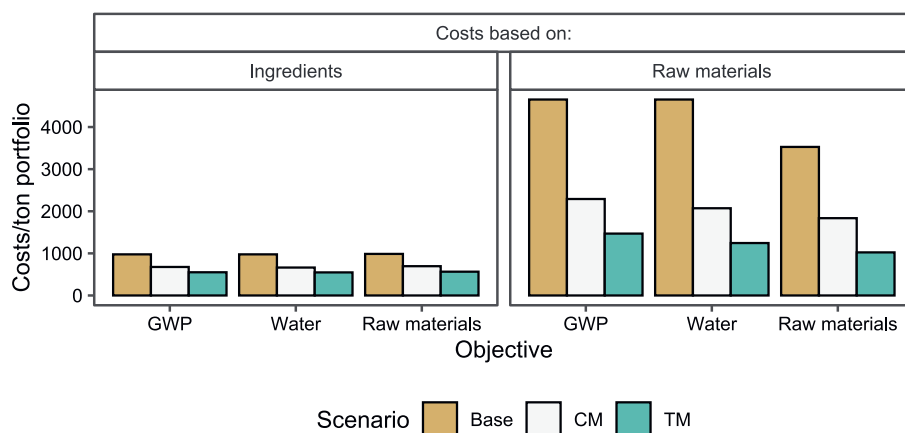 Costs based on:
Ingredients
Raw materials
Costs/ton portfolio
4000
3000
2000
1000
0
GWP
Water
Raw materials
GWP
Water
Raw materials
Objective
Scenario
Base
CM
TM